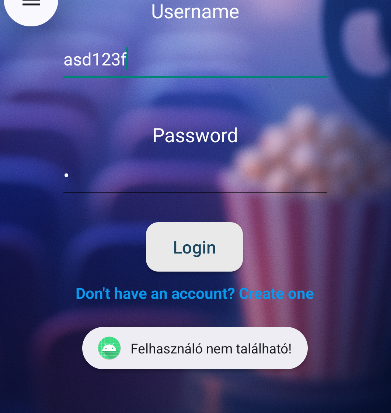 Username
asd123f
Password
•
Login
Don't have an account? Create one
Felhasználó nem található!